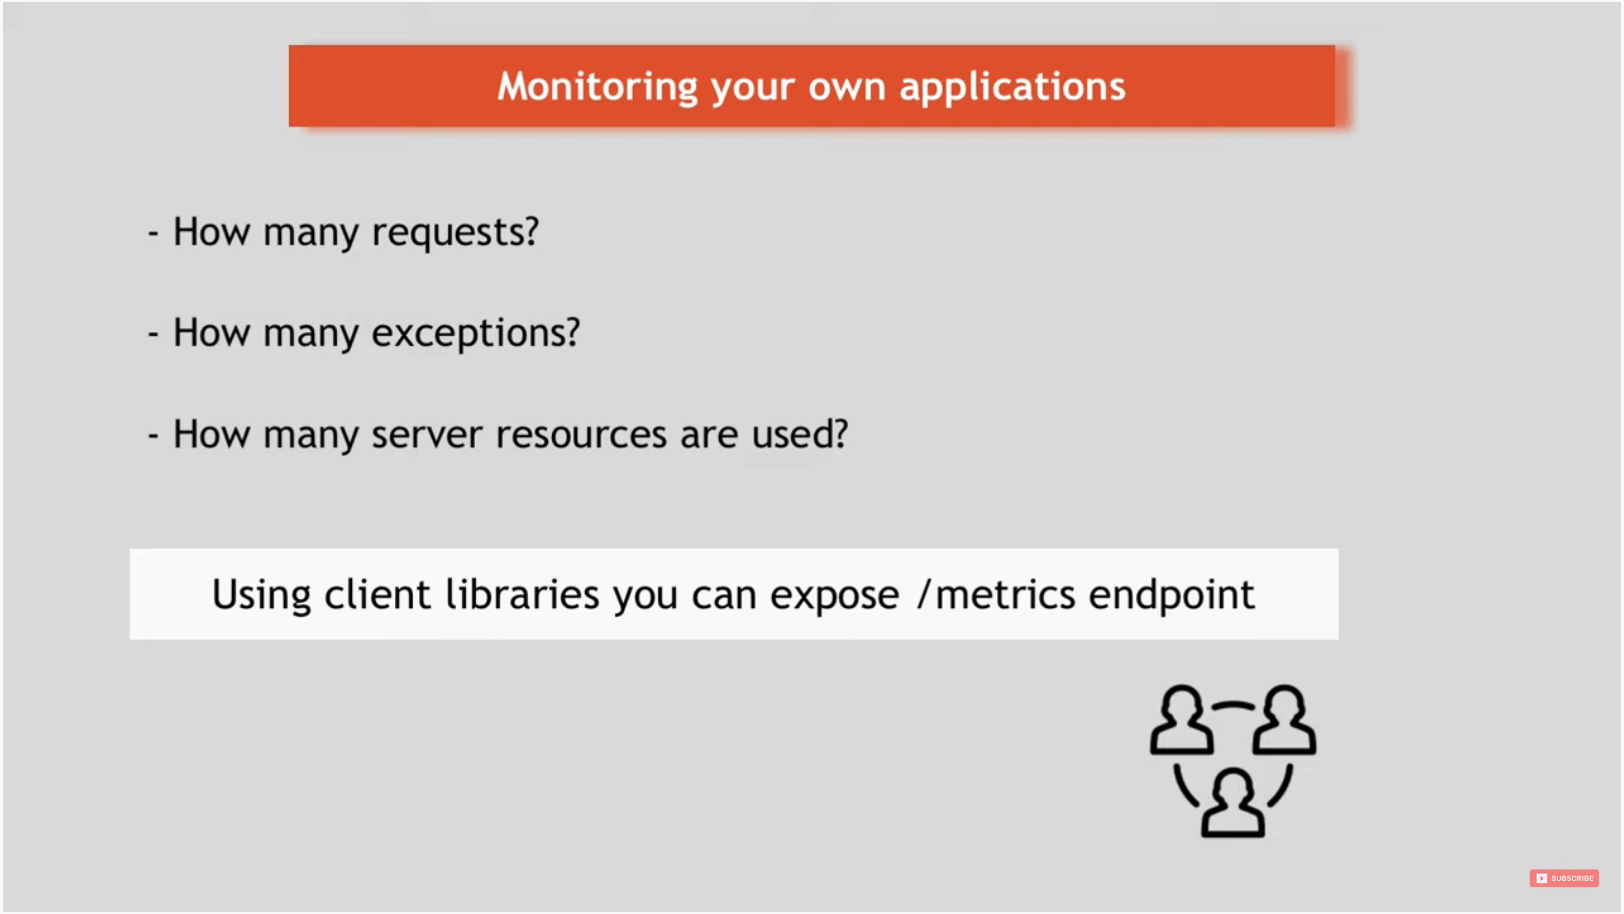 Monitoring your own applications
- How many requests?
- How many exceptions?
- How many server resources are used?
Using client libraries you can expose /metrics endpoint
SUBSCRIBE